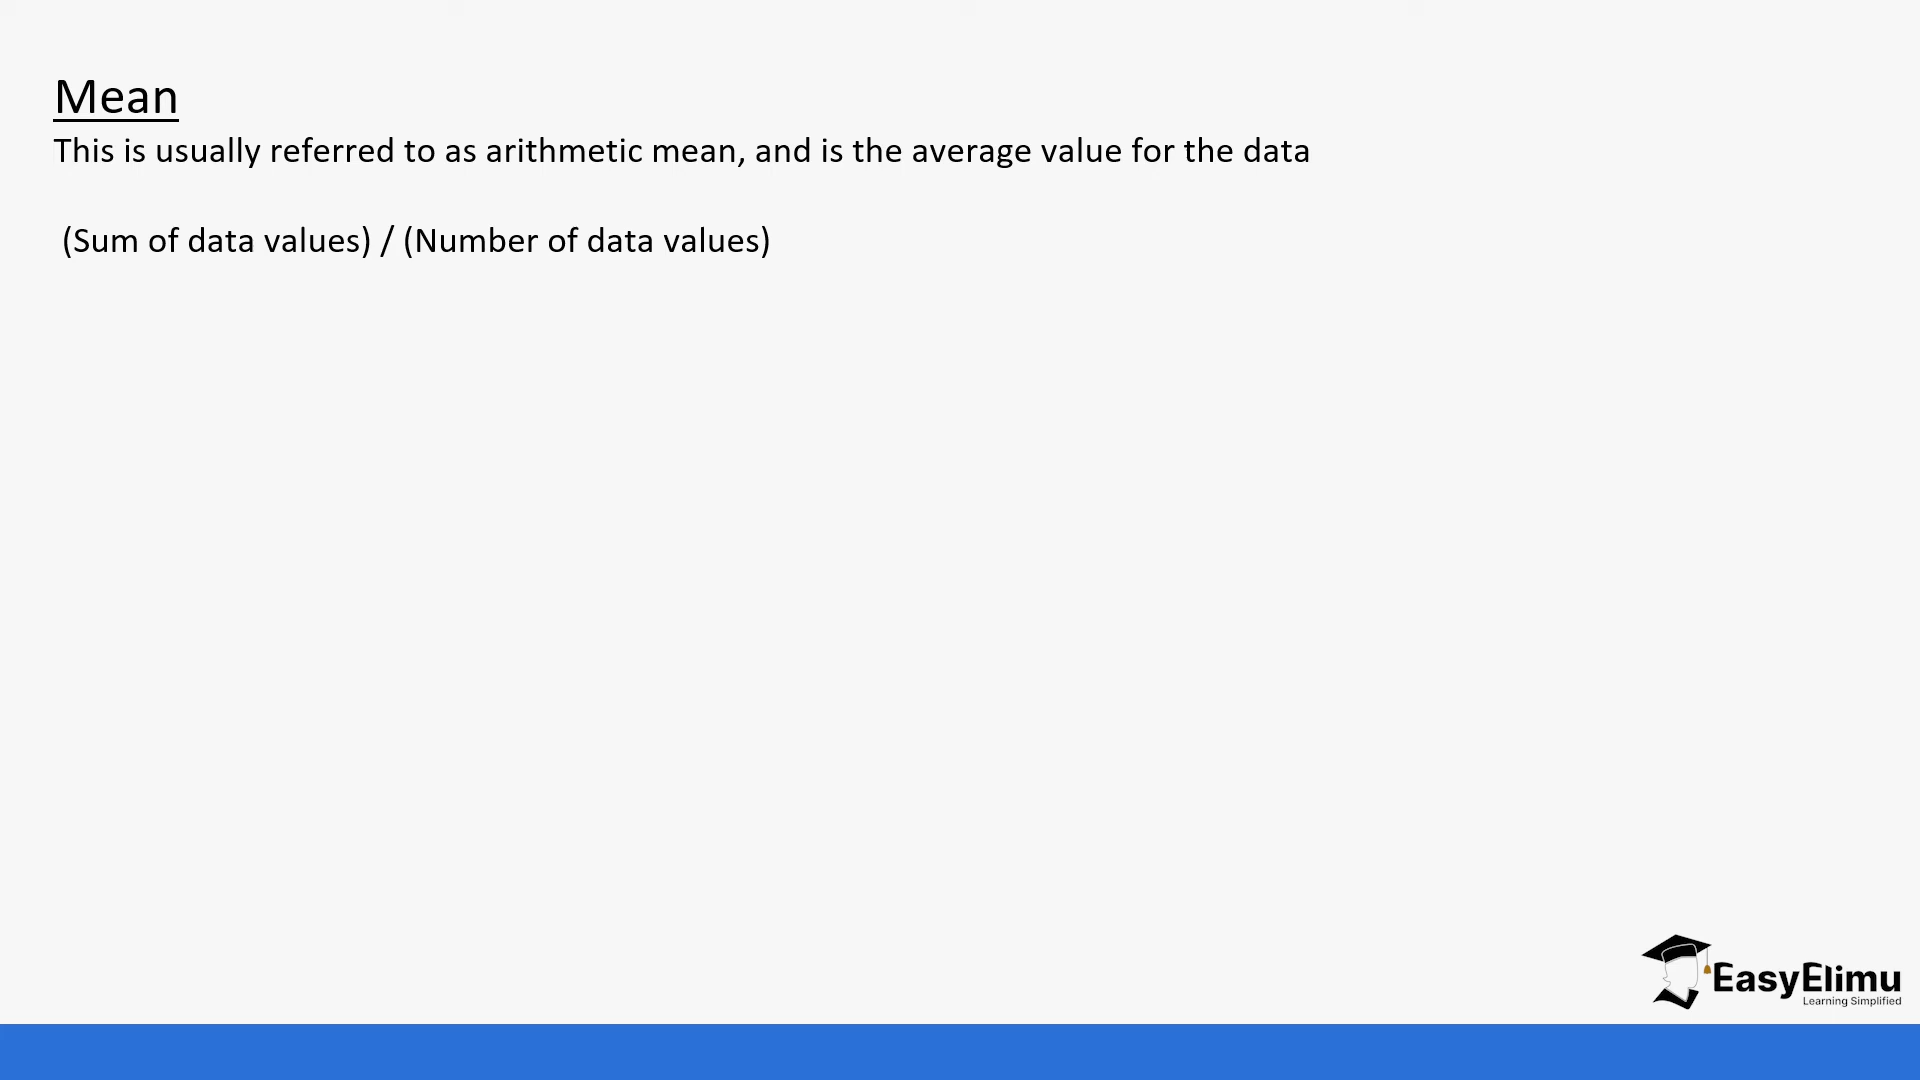 Mean
This is usually referred to as arithmetic mean, and is the average value for the data
(Sum of data values) / (Number of data values)
EasyElimu
Learning Simplified